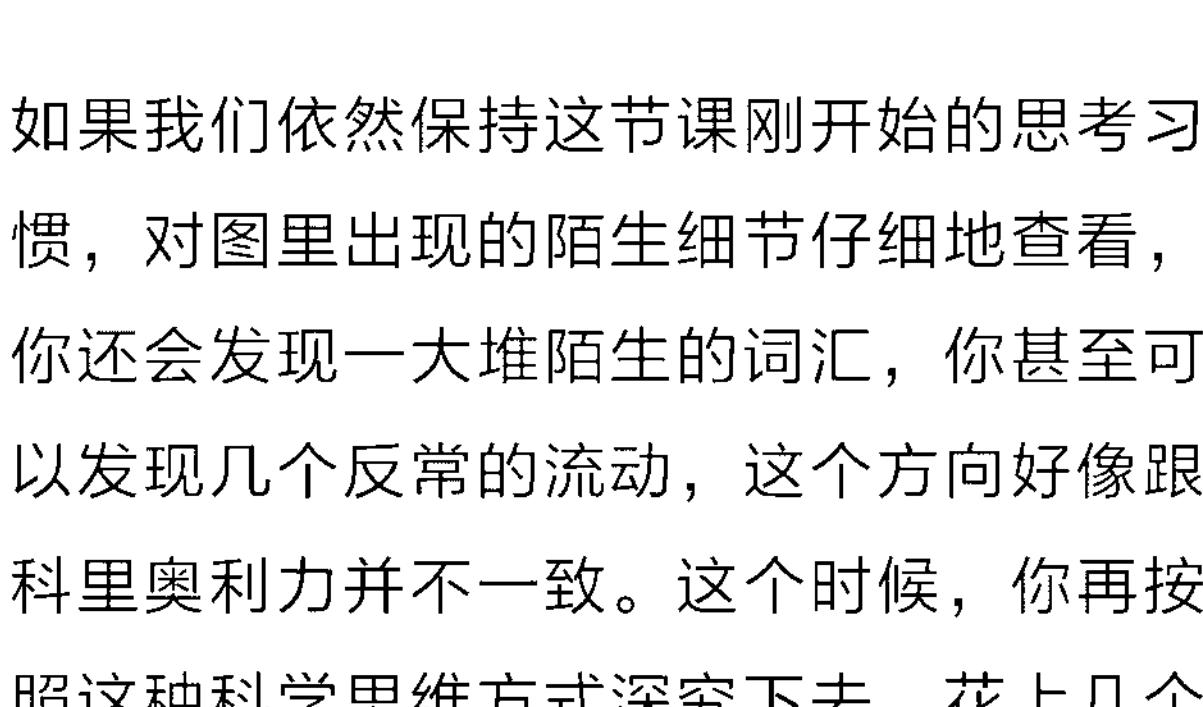 如果我们依然保持这节课刚开始的思考习
惯，对图里出现的陌生细节仔细地查看，
你还会发现一大堆陌生的词汇，你甚至可
以发现几个反常的流动，这个方向好像跟
科里奥利力并不一致。这个时候，你再按
照这种科学思维方式深究下去，花上几个